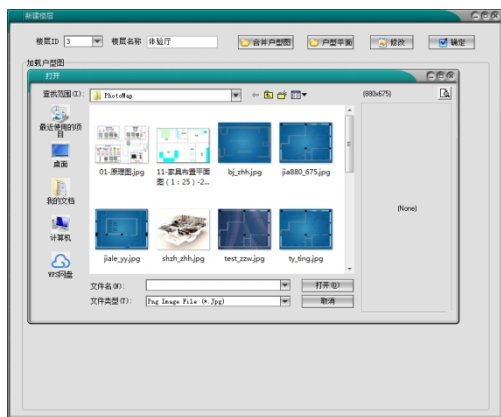 新建楼层
楼层ID 3 楼层名称 体验厅 合并户型图 户型平面 修改 确定
加载户型图
打开
查找范围(I): PhotoMap (880x675)
最近使用的项目
桌面
我的文档
计算机
01-原理图.jpg 11-家具布置平面图(1:25)-2... bj_zhh.jpg jia880_675.jpg
(None)
jiale_yy.jpg shzh_zhh.jpg test_zzw.jpg ty_ting.jpg
文件名(N): 打开(O)
文件类型(T): Png Image File (*.Jpg) 取消